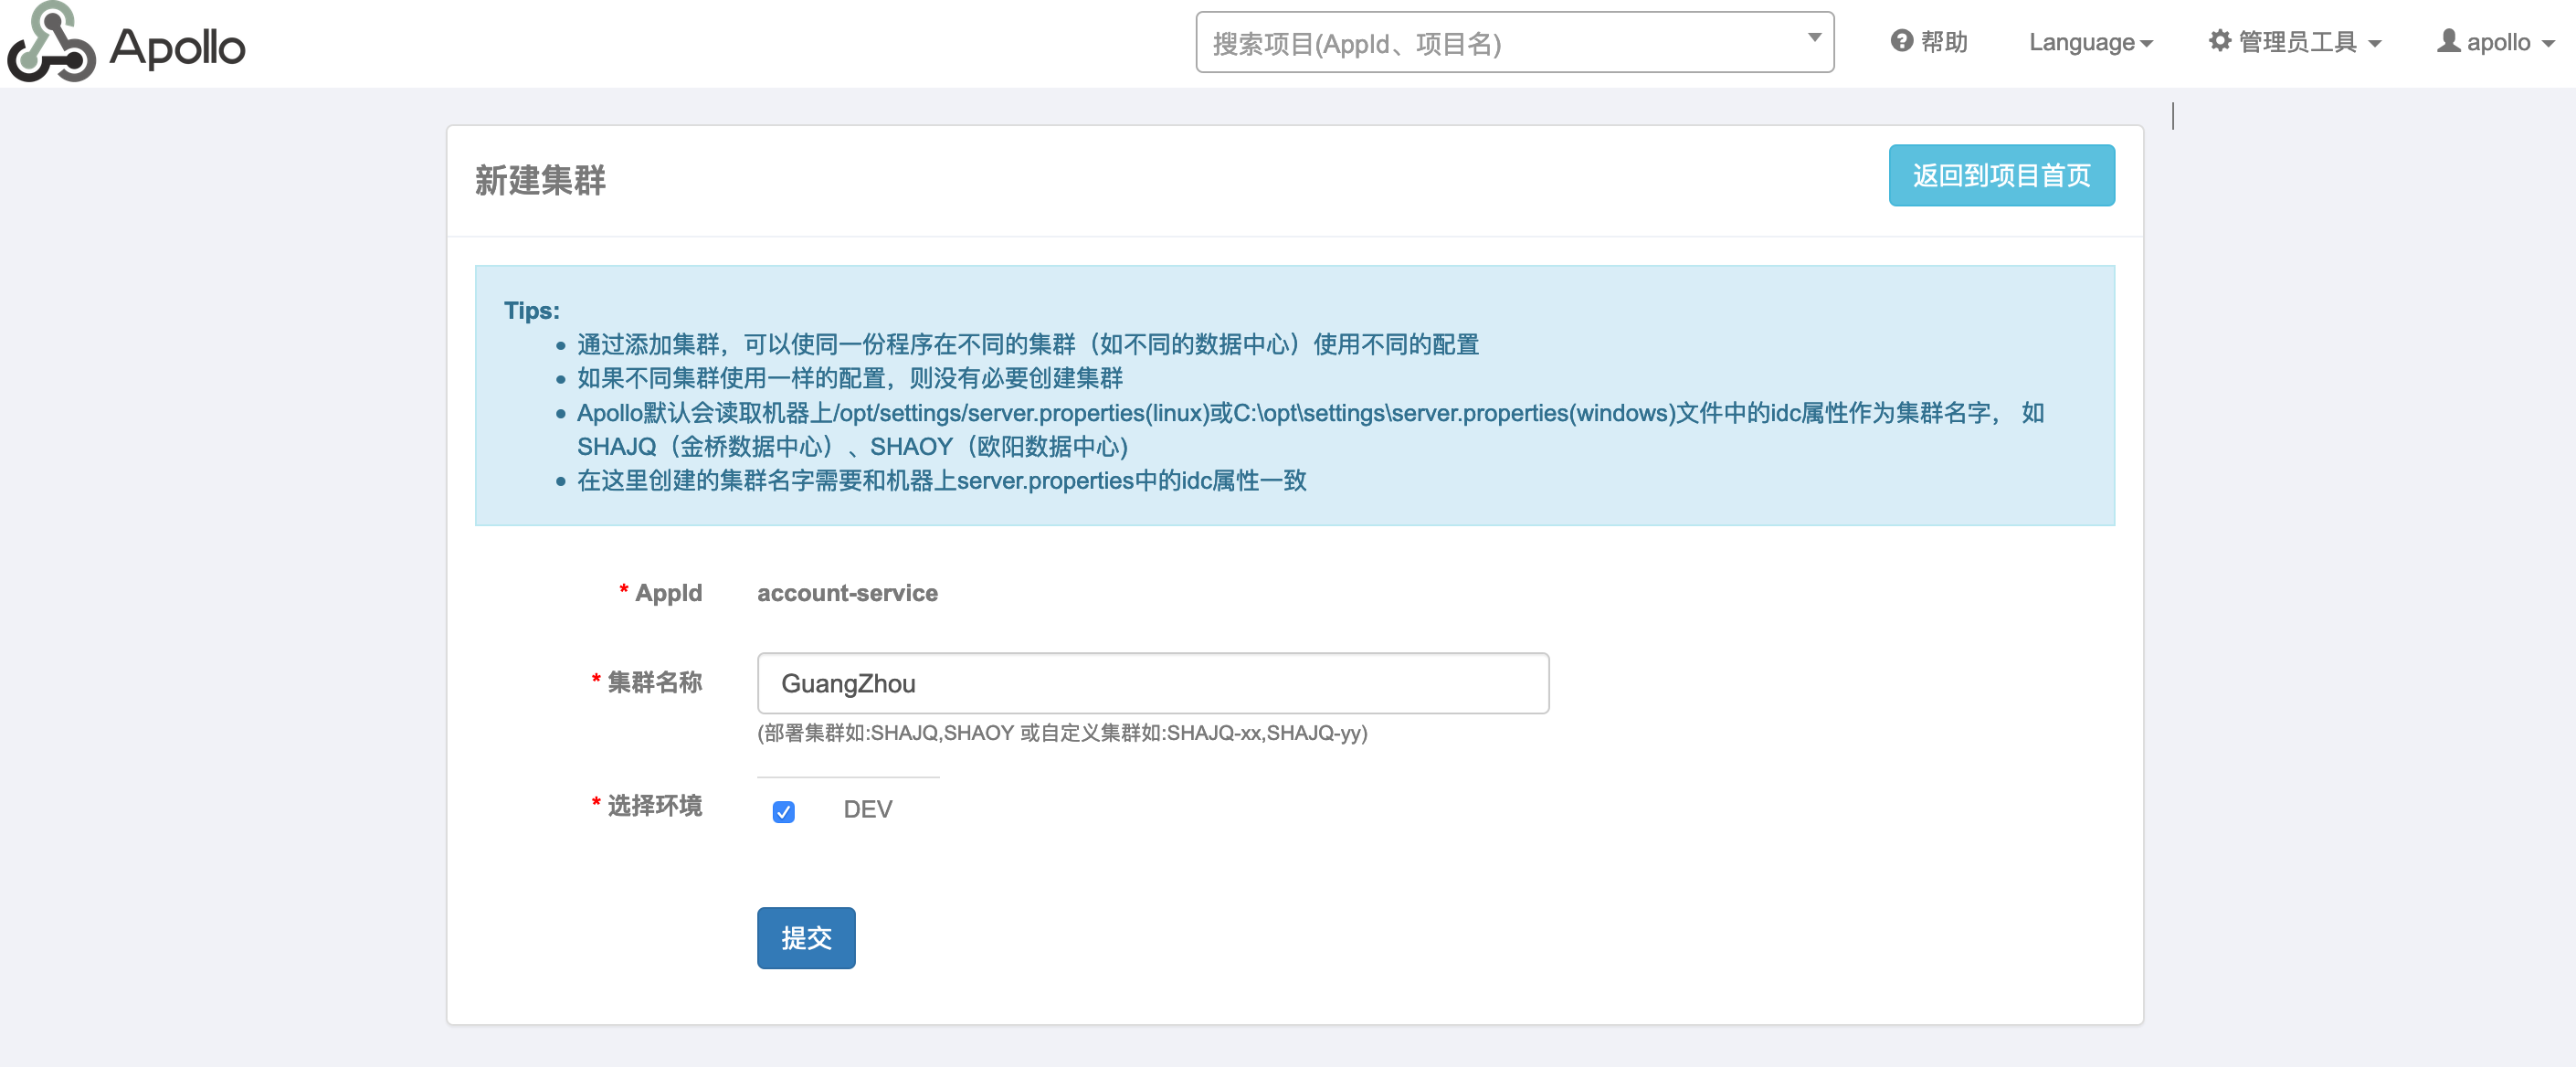 Apollo
搜索项目(AppId、项目名)
帮助
Language
管理员工具
apollo
新建集群
返回到项目首页
Tips:
通过添加集群，可以使同一份程序在不同的集群（如不同的数据中心）使用不同的配置
如果不同集群使用一样的配置，则没有必要创建集群
Apollo默认会读取机器上/opt/settings/server.properties(linux)或C:\opt\settings\server.properties(windows)文件中的idc属性作为集群名字， 如
SHAJQ（金桥数据中心）、SHAOY（欧阳数据中心)
在这里创建的集群名字需要和机器上server.properties中的idc属性一致
* AppId
account-service
* 集群名称
GuangZhou
(部署集群如:SHAJQ,SHAOY 或自定义集群如:SHAJQ-xx,SHAJQ-yy)
* 选择环境
DEV
提交